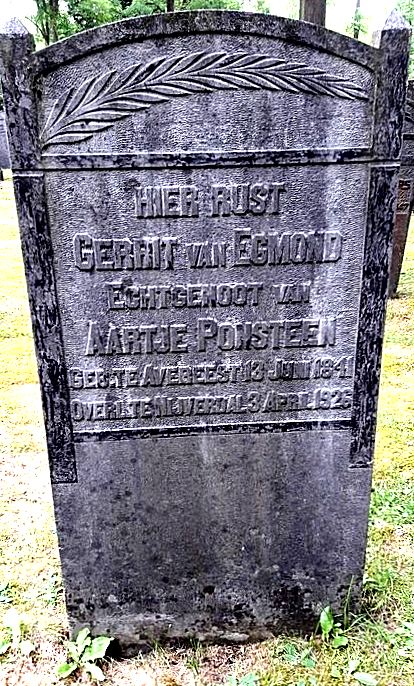 HIER RUST
GERRIT VAN EGMOND
ECHTGENOOT VAN
AARTJE PONSTEEN
GEB. TE AVEREEST 13 JUNI 1841
OVERL. TE NIJVERDAL 3 APRIL 1926